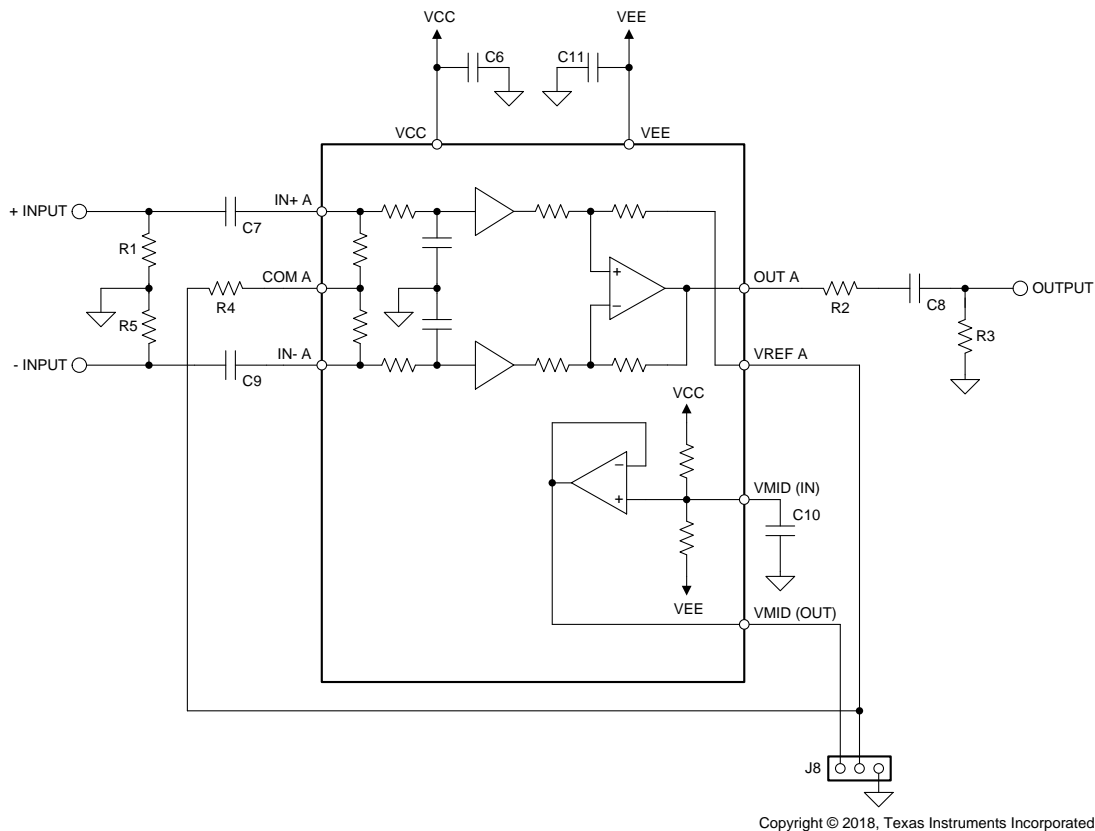 VCC
VEE
C6
C11
VCC
VEE
+ INPUT
IN+ A
C7
R1
COM A
R4
R5
- INPUT
IN- A
C9
+
−
OUT A
R2
C8
OUTPUT
R3
VREF A
VCC
−
+
VMID (IN)
C10
VEE
VMID (OUT)
J8
Copyright © 2018, Texas Instruments Incorporated